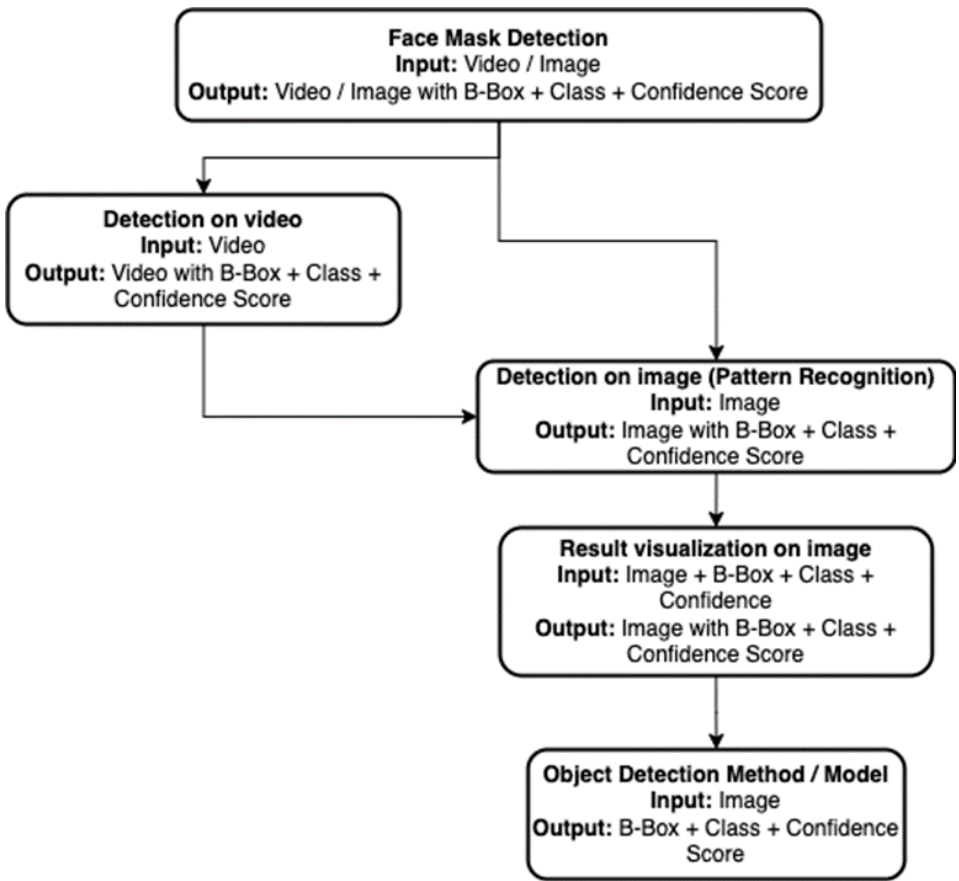 Face Mask Detection
Input: Video / Image
Output: Video / Image with B-Box + Class + Confidence Score
Detection on video
Input: Video
Output: Video with B-Box + Class +
Confidence Score
Detection on image (Pattern Recognition)
Input: Image
Output: Image with B-Box + Class +
Confidence Score
Result visualization on image
Input: Image + B-Box + Class +
Confidence
Output: Image with B-Box + Class +
Confidence Score
Object Detection Method / Model
Input: Image
Output: B-Box + Class + Confidence
Score